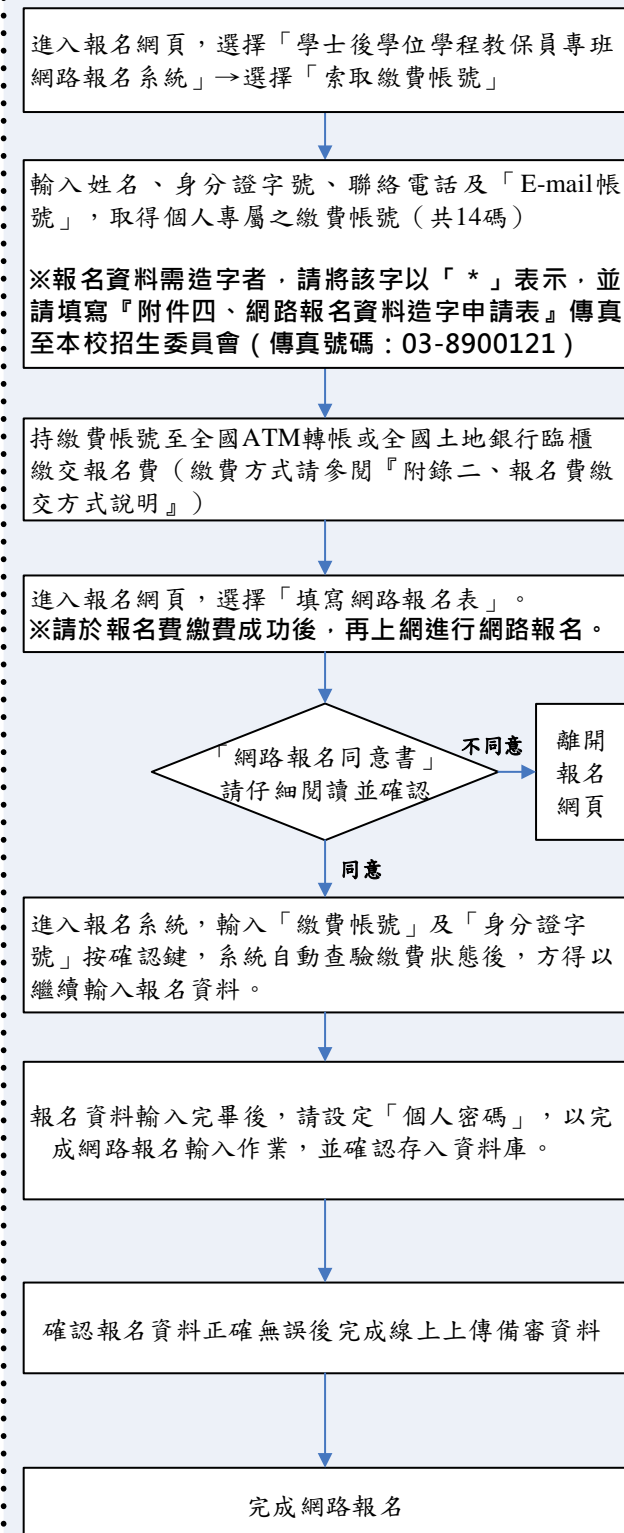 進入報名網頁，選擇「學士後學位學程教保員專班
網路報名系統」→選擇「索取繳費帳號」
輸入姓名、身分證字號、聯絡電話及「E-mail帳
號」，取得個人專屬之繳費帳號（共14碼）
※報名資料需造字者，請將該字以「 * 」表示，並
請填寫『附件四、網路報名資料造字申請表』傳真
至本校招生委員會（傳真號碼：03-8900121）
持繳費帳號至全國ATM轉帳或全國土地銀行臨櫃
繳交報名費（繳費方式請參閱『附錄二、報名費繳
交方式說明』）
進入報名網頁，選擇「填寫網路報名表」。
※請於報名費繳費成功後，再上網進行網路報名。
「網路報名同意書」
請仔細閱讀並確認
不同意
離開
報名
網頁
同意
進入報名系統，輸入「繳費帳號」及「身分證字
號」按確認鍵，系統自動查驗繳費狀態後，方得以
繼續輸入報名資料。
報名資料輸入完畢後，請設定「個人密碼」，以完
成網路報名輸入作業，並確認存入資料庫。
確認報名資料正確無誤後完成線上上傳備審資料
完成網路報名